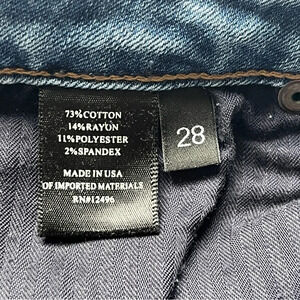 73%COTTON
14%RAYON
11%POLYESTER
2%SPANDEX
MADE IN USA
OF IMPORTED MATERIALS
RN#12496
28